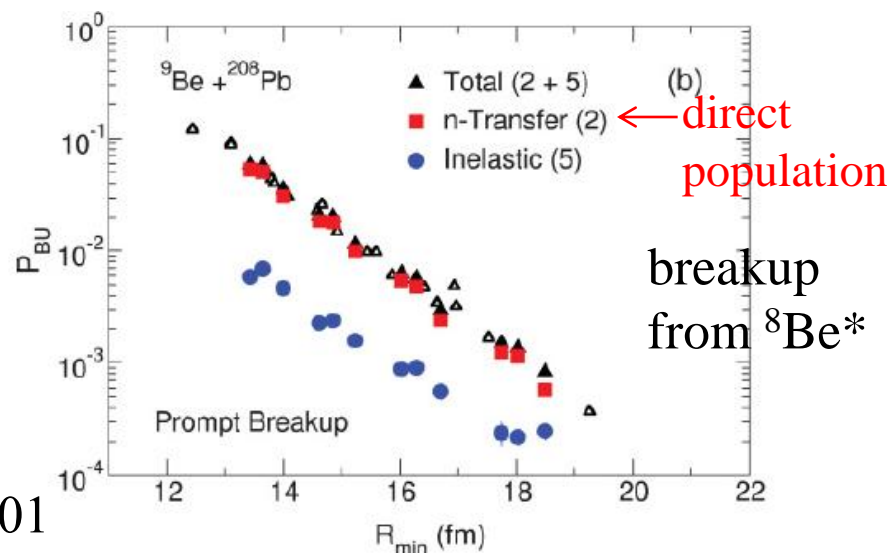 10⁰
⁹Be + ²⁰⁸Pb
(b)
Total (2 + 5)
n-Transfer (2)
Inelastic (5)
direct
population
10⁻¹
P_BU
10⁻²
breakup
from ⁸Be*
10⁻³
Prompt Breakup
10⁻⁴
01
12 14 16 18 20 22
R_min (fm)